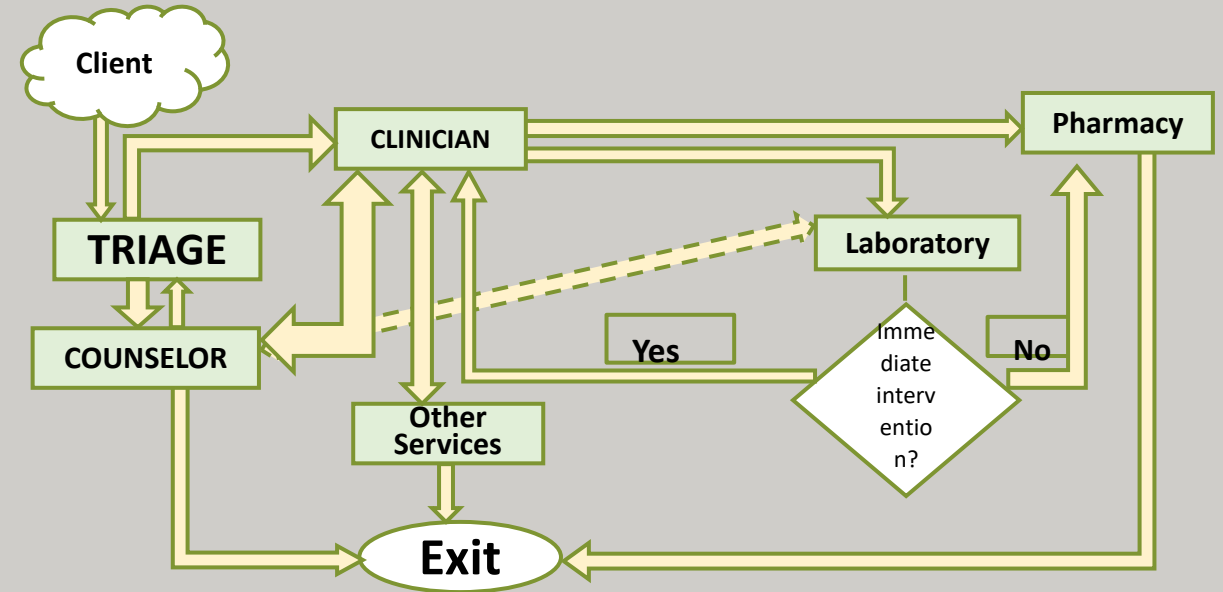 Client
CLINICIAN
Pharmacy
TRIAGE
Laboratory
COUNSELOR
Yes
No
Imme
diate
interv
entio
n?
Other
Services
Exit